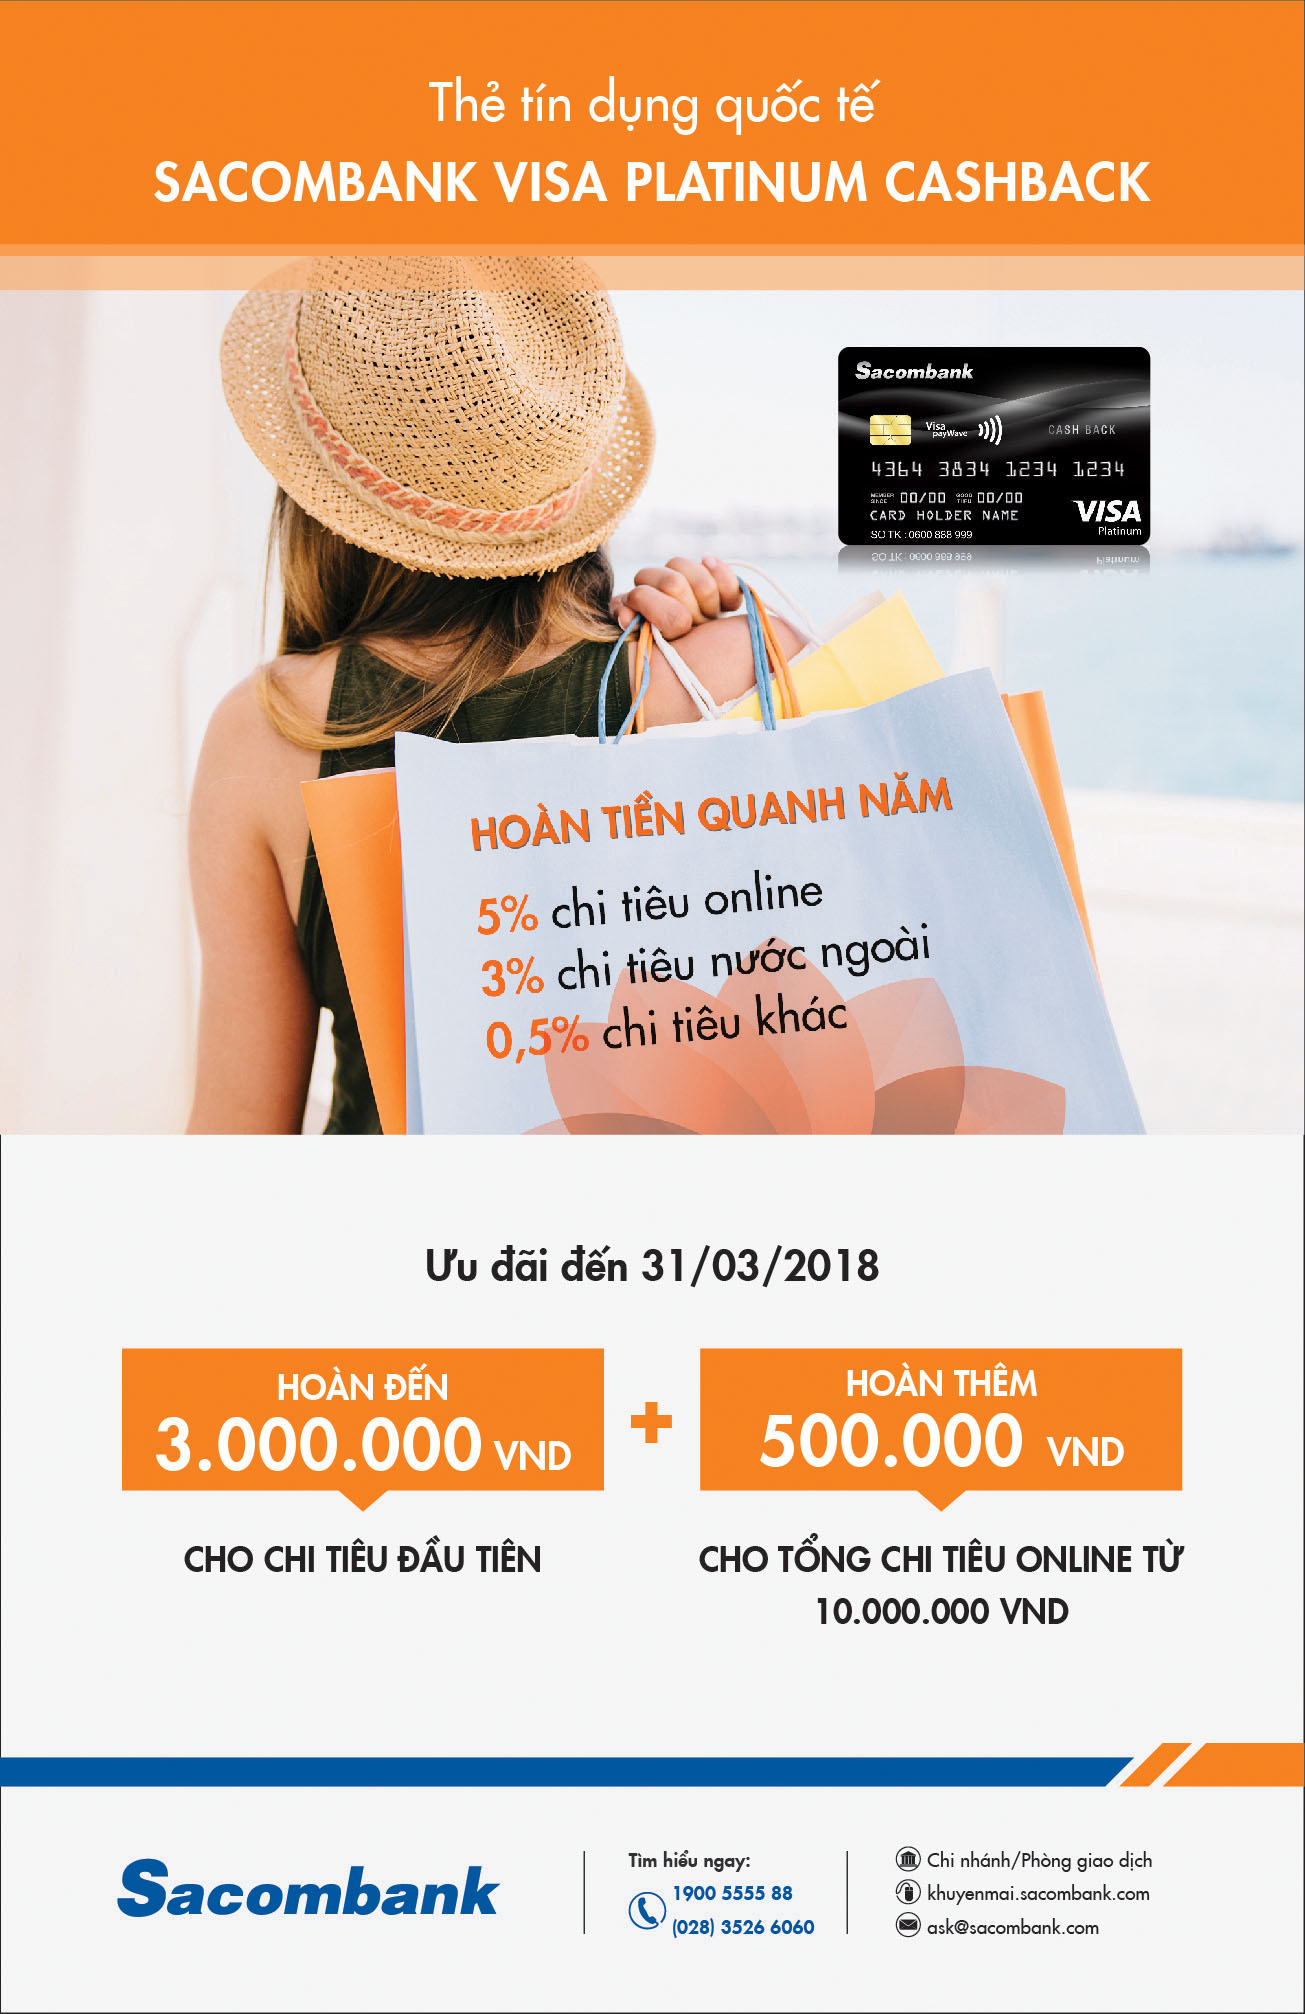 Thẻ tín dụng quốc tế
SACOMBANK VISA PLATINUM CASHBACK
Sacombank
Visa
payWave
CASH BACK
4364 3834 1234 1234
MEMBER SINCE 00/00 GOOD THRU 00/00
CARD HOLDER NAME
VISA
Platinum
SO TK : 0600 888 999
HOÀN TIỀN QUANH NĂM
5% chi tiêu online
3% chi tiêu nước ngoài
0,5% chi tiêu khác
Ưu đãi đến 31/03/2018
HOÀN ĐẾN
3.000.000 VND
CHO CHI TIÊU ĐẦU TIÊN
+
HOÀN THÊM
500.000 VND
CHO TỔNG CHI TIÊU ONLINE TỪ
10.000.000 VND
Sacombank
Tìm hiểu ngay:
1900 5555 88
(028) 3526 6060
Chi nhánh/Phòng giao dịch
khuyenmai.sacombank.com
ask@sacombank.com